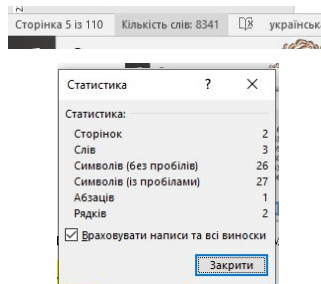 Сторінка 5 із 110 Кількість слів: 8341 українськ
Статистика ? ×
Статистика:
Сторінок 2
Слів 3
Символів (без пробілів) 26
Символів (із пробілами) 27
Абзаців 1
Рядків 2
Враховувати написи та всі виноски
Закрити